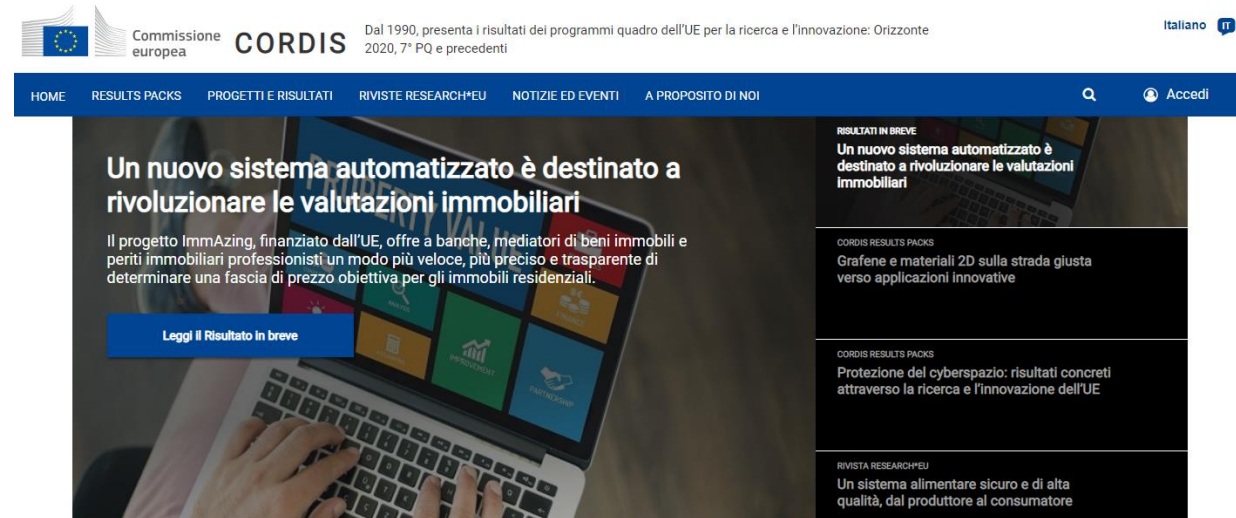 Commissione
europea
CORDIS
Dal 1990, presenta i risultati dei programmi quadro dell'UE per la ricerca e l'innovazione: Orizzonte
2020, 7° PQ e precedenti
Italiano IT
HOME RESULTS PACKS PROGETTI E RISULTATI RIVISTE RESEARCH*EU NOTIZIE ED EVENTI A PROPOSITO DI NOI Accedi
Un nuovo sistema automatizzato è destinato a
rivoluzionare le valutazioni immobiliari
Il progetto ImmAzing, finanziato dall'UE, offre a banche, mediatori di beni immobili e
periti immobiliari professionisti un modo più veloce, più preciso e trasparente di
determinare una fascia di prezzo obiettiva per gli immobili residenziali.
Leggi il Risultato in breve
PROPERTY VALUE
ANALYSIS
IMPROVEMENT
PARTNERSHIP
RISULTATI IN BREVE
Un nuovo sistema automatizzato è
destinato a rivoluzionare le valutazioni
immobiliari
CORDIS RESULTS PACKS
Grafene e materiali 2D sulla strada giusta
verso applicazioni innovative
CORDIS RESULTS PACKS
Protezione del cyberspazio: risultati concreti
attraverso la ricerca e l'innovazione dell'UE
RIVISTA RESEARCH*EU
Un sistema alimentare sicuro e di alta
qualità, dal produttore al consumatore